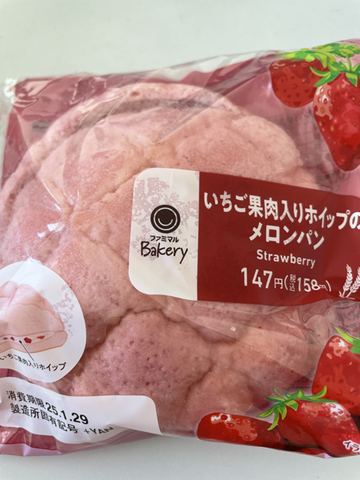 いちご果肉入りホイップの
メロンパン
Strawberry
147円(税込158
ファミマル
Bakery
いちご果肉入りホイップ
消費期限25.1.29
製造所固有記号 +YAN